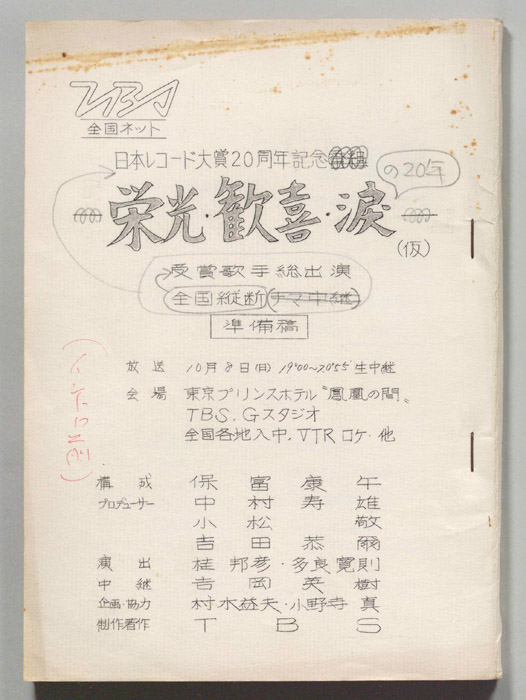 TBS
全国ネット
日本レコード大賞20周年記念
の20年
栄光・歓喜・涙
(仮)
受賞歌手総出演
全国縦断(ナマ中継)
準備稿
放送 10月8日(日) 19:00~20:55 生中継
会場 東京プリンスホテル〝鳳凰の間〟
TBS.Gスタジオ
全国各地入中.VTRロケ・他
構成 保富康午
プロデューサー 中村寿雄
小松敬
吉田恭爾
演出 桂邦彦・多良寛則
中継 吉岡英樹
企画・協力 村木益夫・小野寺真
制作著作 TBS